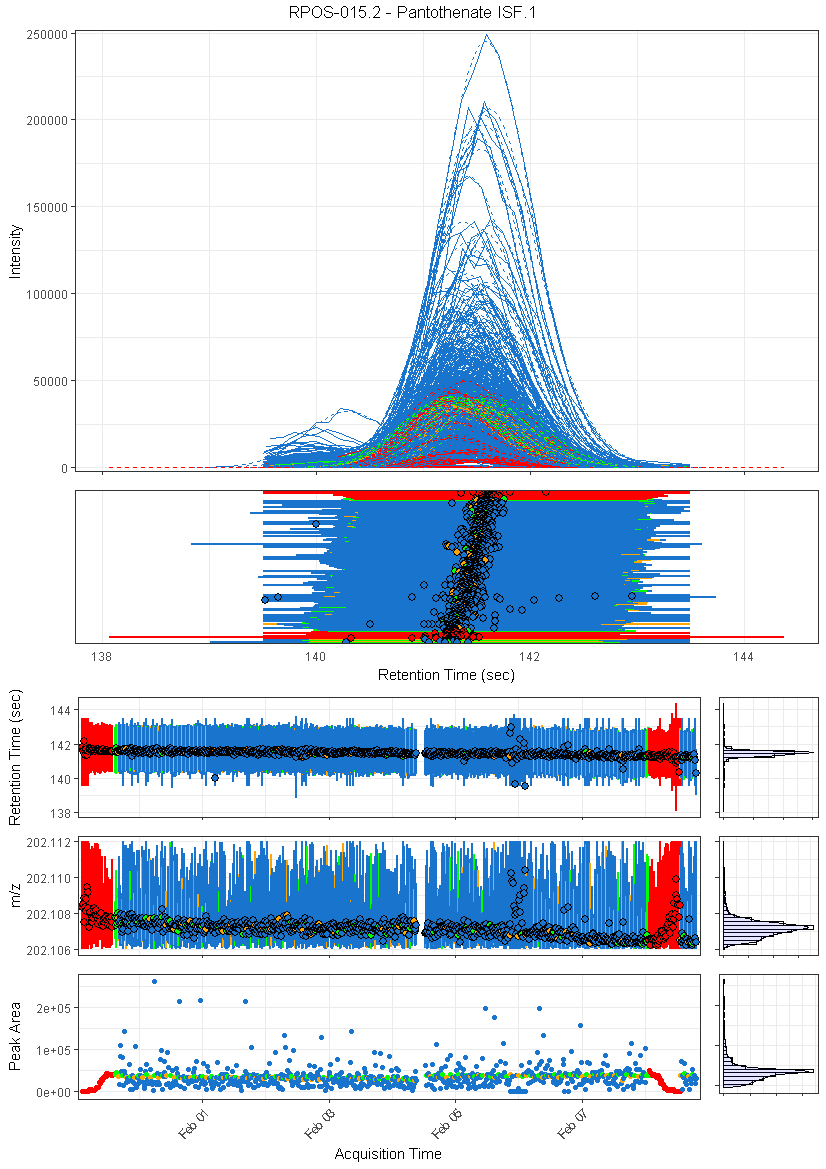 RPOS-015.2 - Pantothenate ISF.1
250000
200000
150000
100000
50000
0
Intensity
138
140
142
144
Retention Time (sec)
144
142
140
138
Retention Time (sec)
202.112
202.110
202.108
202.106
m/z
2e+05
1e+05
0e+00
Peak Area
Feb 01
Feb 03
Feb 05
Feb 07
Acquisition Time